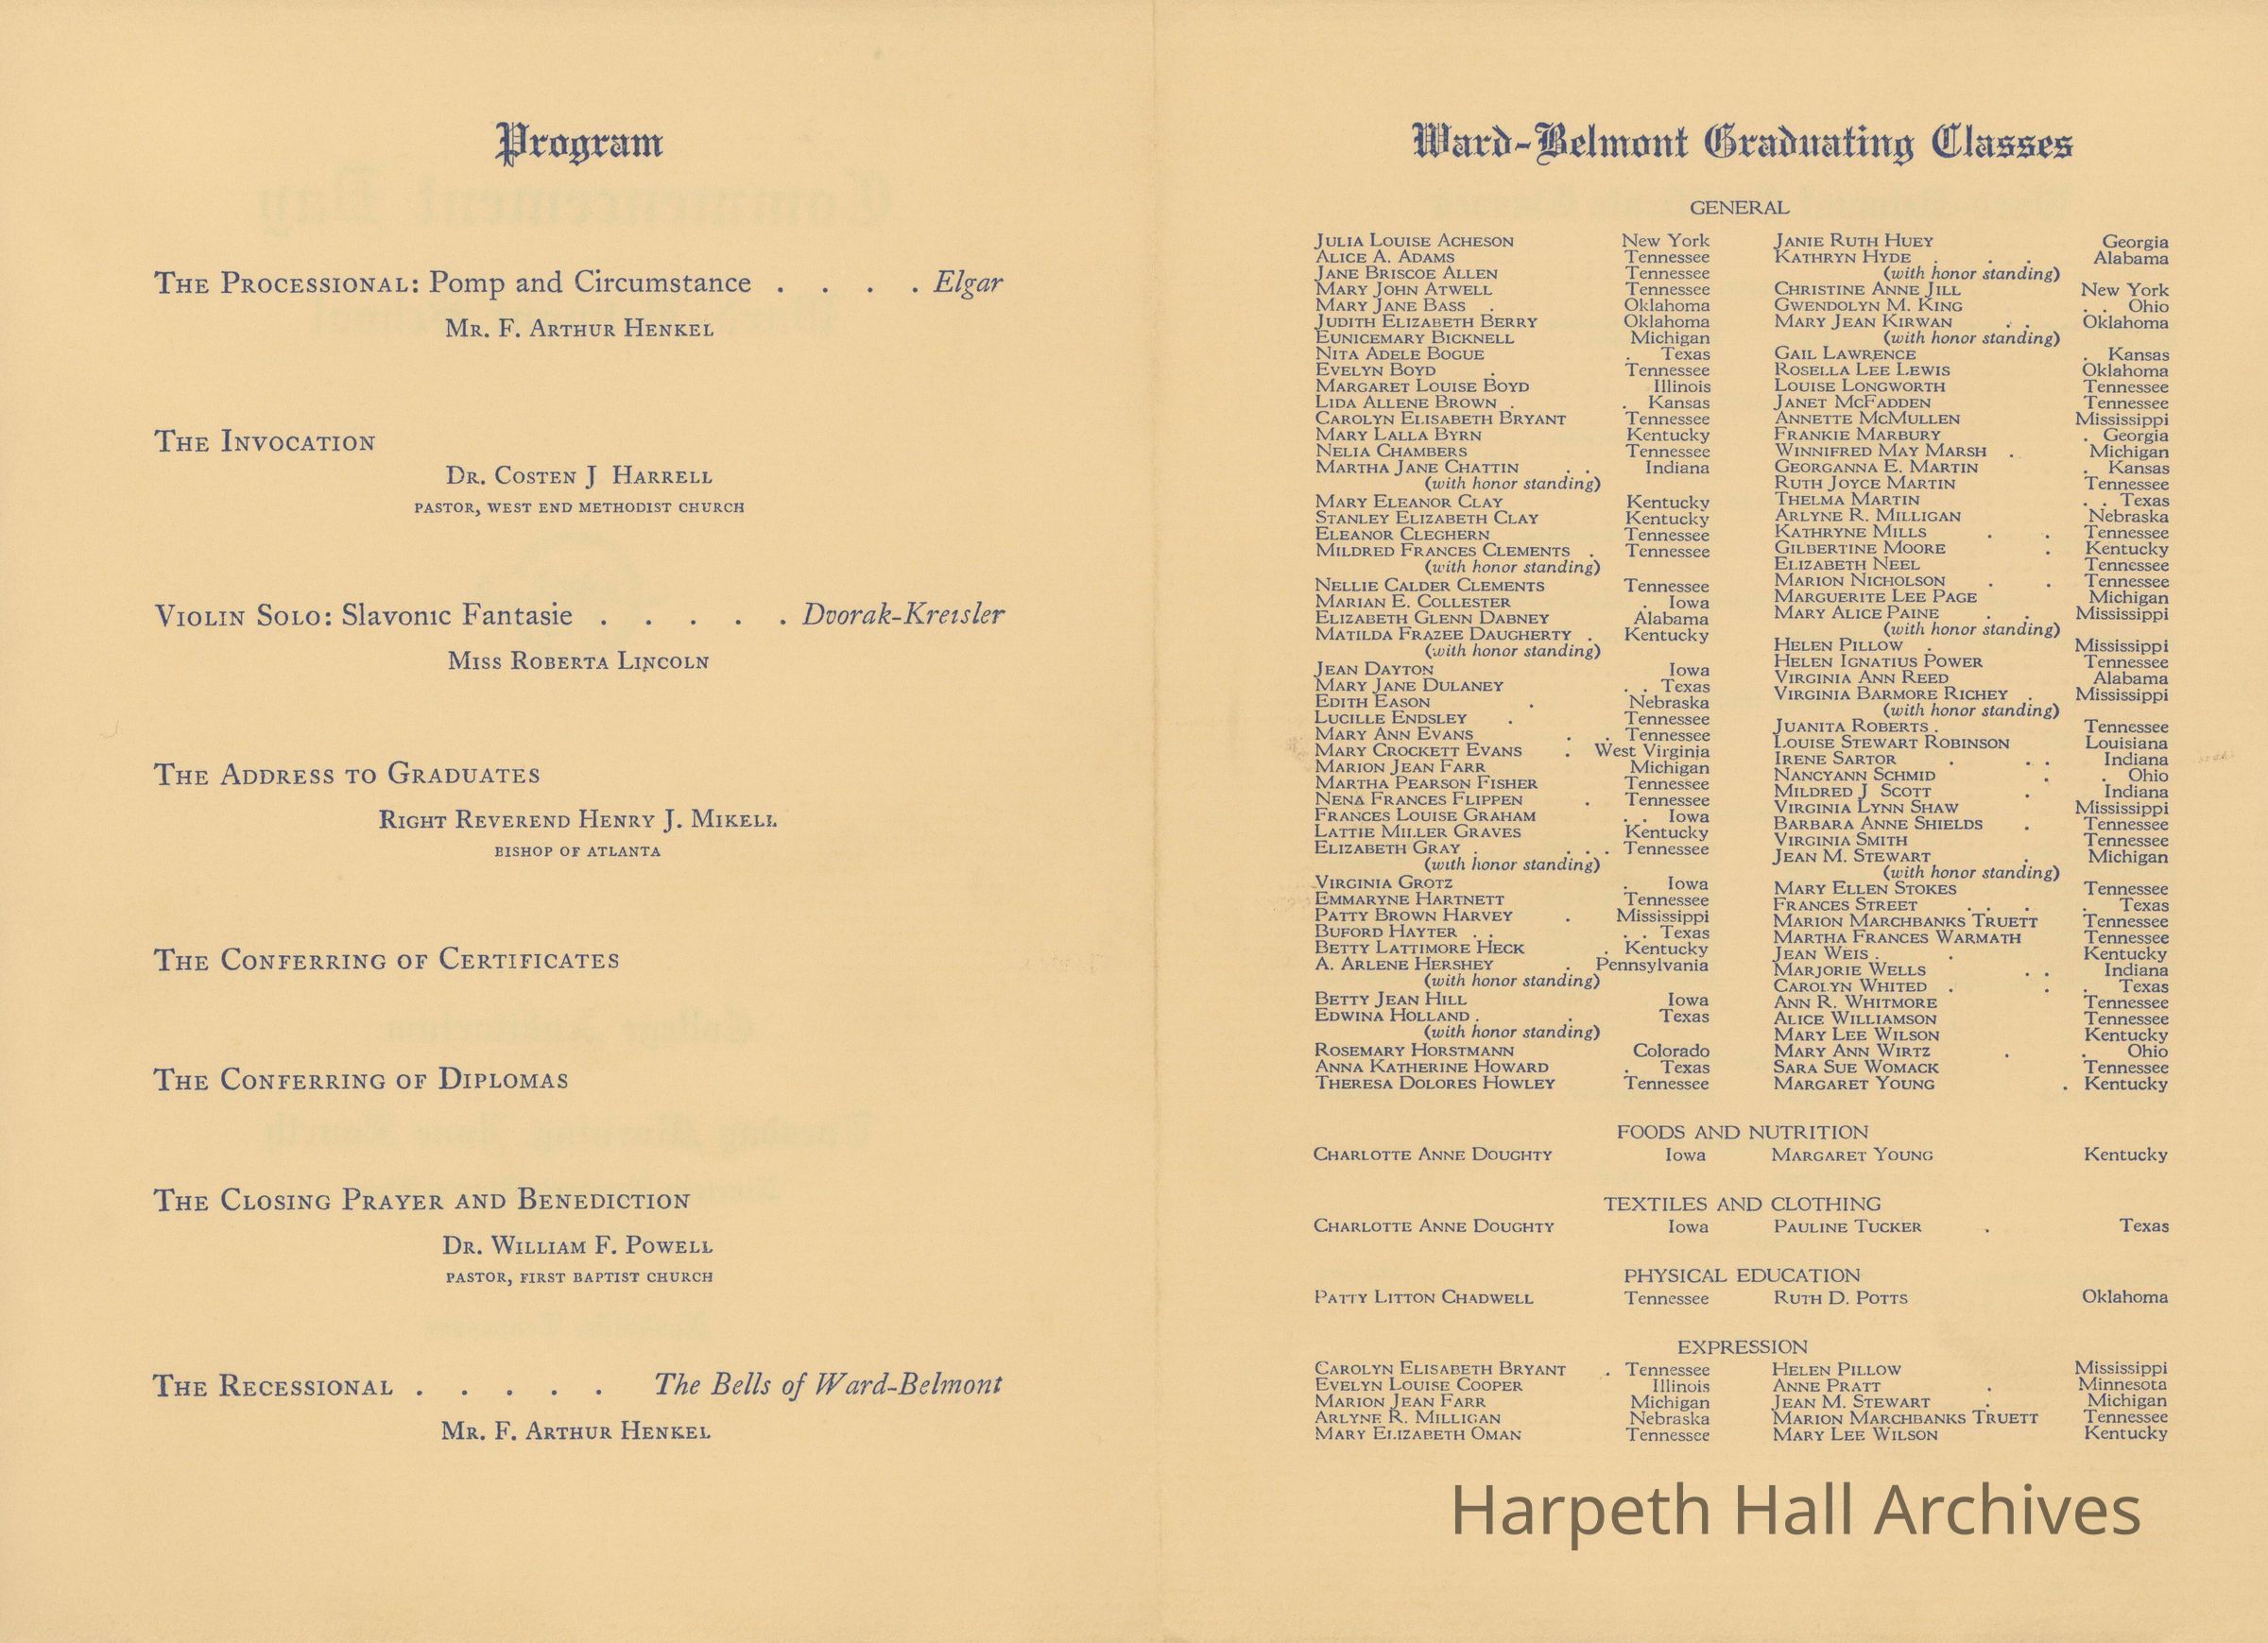 Program
THE PROCESSIONAL: Pomp and Circumstance . . . . Elgar
MR. F. ARTHUR HENKEL
THE INVOCATION
DR. COSTEN J HARRELL
PASTOR, WEST END METHODIST CHURCH
VIOLIN SOLO: Slavonic Fantasie . . . . . Dvorak-Kreisler
MISS ROBERTA LINCOLN
THE ADDRESS TO GRADUATES
RIGHT REVEREND HENRY J. MIKELL
BISHOP OF ATLANTA
THE CONFERRING OF CERTIFICATES
THE CONFERRING OF DIPLOMAS
THE CLOSING PRAYER AND BENEDICTION
DR. WILLIAM F. POWELL
PASTOR, FIRST BAPTIST CHURCH
THE RECESSIONAL . . . . . The Bells of Ward-Belmont
MR. F. ARTHUR HENKEL
Ward-Belmont Graduating Classes
GENERAL
JULIA LOUISE ACHESON New York
ALICE A. ADAMS Tennessee
JANE BRISCOE ALLEN Tennessee
MARY JOHN ATWELL Tennessee
MARY JANE BASS . Oklahoma
JUDITH ELIZABETH BERRY Oklahoma
EUNICEMARY BICKNELL Michigan
NITA ADELE BOGUE . Texas
EVELYN BOYD . Tennessee
MARGARET LOUISE BOYD Illinois
LIDA ALLENE BROWN . . Kansas
CAROLYN ELISABETH BRYANT Tennessee
MARY LALLA BYRN Kentucky
NELIA CHAMBERS Tennessee
MARTHA JANE CHATTIN . . Indiana
(with honor standing)
MARY ELEANOR CLAY Kentucky
STANLEY ELIZABETH CLAY Kentucky
ELEANOR CLEGHERN Tennessee
MILDRED FRANCES CLEMENTS . Tennessee
(with honor standing)
NELLIE CALDER CLEMENTS Tennessee
MARIAN E. COLLESTER . Iowa
ELIZABETH GLENN DABNEY Alabama
MATILDA FRAZEE DAUGHERTY . Kentucky
(with honor standing)
JEAN DAYTON Iowa
MARY JANE DULANEY . . Texas
EDITH EASON . Nebraska
LUCILLE ENDSLEY . Tennessee
MARY ANN EVANS . . Tennessee
MARY CROCKETT EVANS . West Virginia
MARION JEAN FARR Michigan
MARTHA PEARSON FISHER Tennessee
NENA FRANCES FLIPPEN . Tennessee
FRANCES LOUISE GRAHAM . . Iowa
LATTIE MILLER GRAVES Kentucky
ELIZABETH GRAY . . . . Tennessee
(with honor standing)
VIRGINIA GROTZ . Iowa
EMMARYNE HARTNETT Tennessee
PATTY BROWN HARVEY . Mississippi
BUFORD HAYTER . . . . Texas
BETTY LATTIMORE HECK . Kentucky
A. ARLENE HERSHEY . Pennsylvania
(with honor standing)
BETTY JEAN HILL Iowa
EDWINA HOLLAND . . Texas
(with honor standing)
ROSEMARY HORSTMANN Colorado
ANNA KATHERINE HOWARD . Texas
THERESA DOLORES HOWLEY Tennessee
JANIE RUTH HUEY Georgia
KATHRYN HYDE . . . Alabama
(with honor standing)
CHRISTINE ANNE JILL New York
GWENDOLYN M. KING . . Ohio
MARY JEAN KIRWAN . . Oklahoma
(with honor standing)
GAIL LAWRENCE . Kansas
ROSELLA LEE LEWIS Oklahoma
LOUISE LONGWORTH Tennessee
JANET MCFADDEN Tennessee
ANNETTE MCMULLEN Mississippi
FRANKIE MARBURY . Georgia
WINNIFRED MAY MARSH . Michigan
GEORGANNA E. MARTIN . Kansas
RUTH JOYCE MARTIN Tennessee
THELMA MARTIN . . Texas
ARLYNE R. MILLIGAN Nebraska
KATHRYNE MILLS . . Tennessee
GILBERTINE MOORE . Kentucky
ELIZABETH NEEL Tennessee
MARION NICHOLSON . . Tennessee
MARGUERITE LEE PAGE Michigan
MARY ALICE PAINE . . Mississippi
(with honor standing)
HELEN PILLOW . Mississippi
HELEN IGNATIUS POWER Tennessee
VIRGINIA ANN REED Alabama
VIRGINIA BARMORE RICHEY . Mississippi
(with honor standing)
JUANITA ROBERTS . Tennessee
LOUISE STEWART ROBINSON Louisiana
IRENE SARTOR . . . Indiana
NANCYANN SCHMID . . Ohio
MILDRED J SCOTT . Indiana
VIRGINIA LYNN SHAW Mississippi
BARBARA ANNE SHIELDS . Tennessee
VIRGINIA SMITH Tennessee
JEAN M. STEWART . Michigan
(with honor standing)
MARY ELLEN STOKES Tennessee
FRANCES STREET . . . . Texas
MARION MARCHBANKS TRUETT Tennessee
MARTHA FRANCES WARMATH Tennessee
JEAN WEIS . . Kentucky
MARJORIE WELLS . . Indiana
CAROLYN WHITED . . . Texas
ANN R. WHITMORE Tennessee
ALICE WILLIAMSON Tennessee
MARY LEE WILSON Kentucky
MARY ANN WIRTZ . . Ohio
SARA SUE WOMACK Tennessee
MARGARET YOUNG . Kentucky
FOODS AND NUTRITION
CHARLOTTE ANNE DOUGHTY Iowa MARGARET YOUNG Kentucky
TEXTILES AND CLOTHING
CHARLOTTE ANNE DOUGHTY Iowa PAULINE TUCKER . Texas
PHYSICAL EDUCATION
PATTY LITTON CHADWELL Tennessee RUTH D. POTTS Oklahoma
EXPRESSION
CAROLYN ELISABETH BRYANT . Tennessee
EVELYN LOUISE COOPER Illinois
MARION JEAN FARR Michigan
ARLYNE R. MILLIGAN Nebraska
MARY ELIZABETH OMAN Tennessee
HELEN PILLOW Mississippi
ANNE PRATT . Minnesota
JEAN M. STEWART . Michigan
MARION MARCHBANKS TRUETT Tennessee
MARY LEE WILSON Kentucky
Harpeth Hall Archives